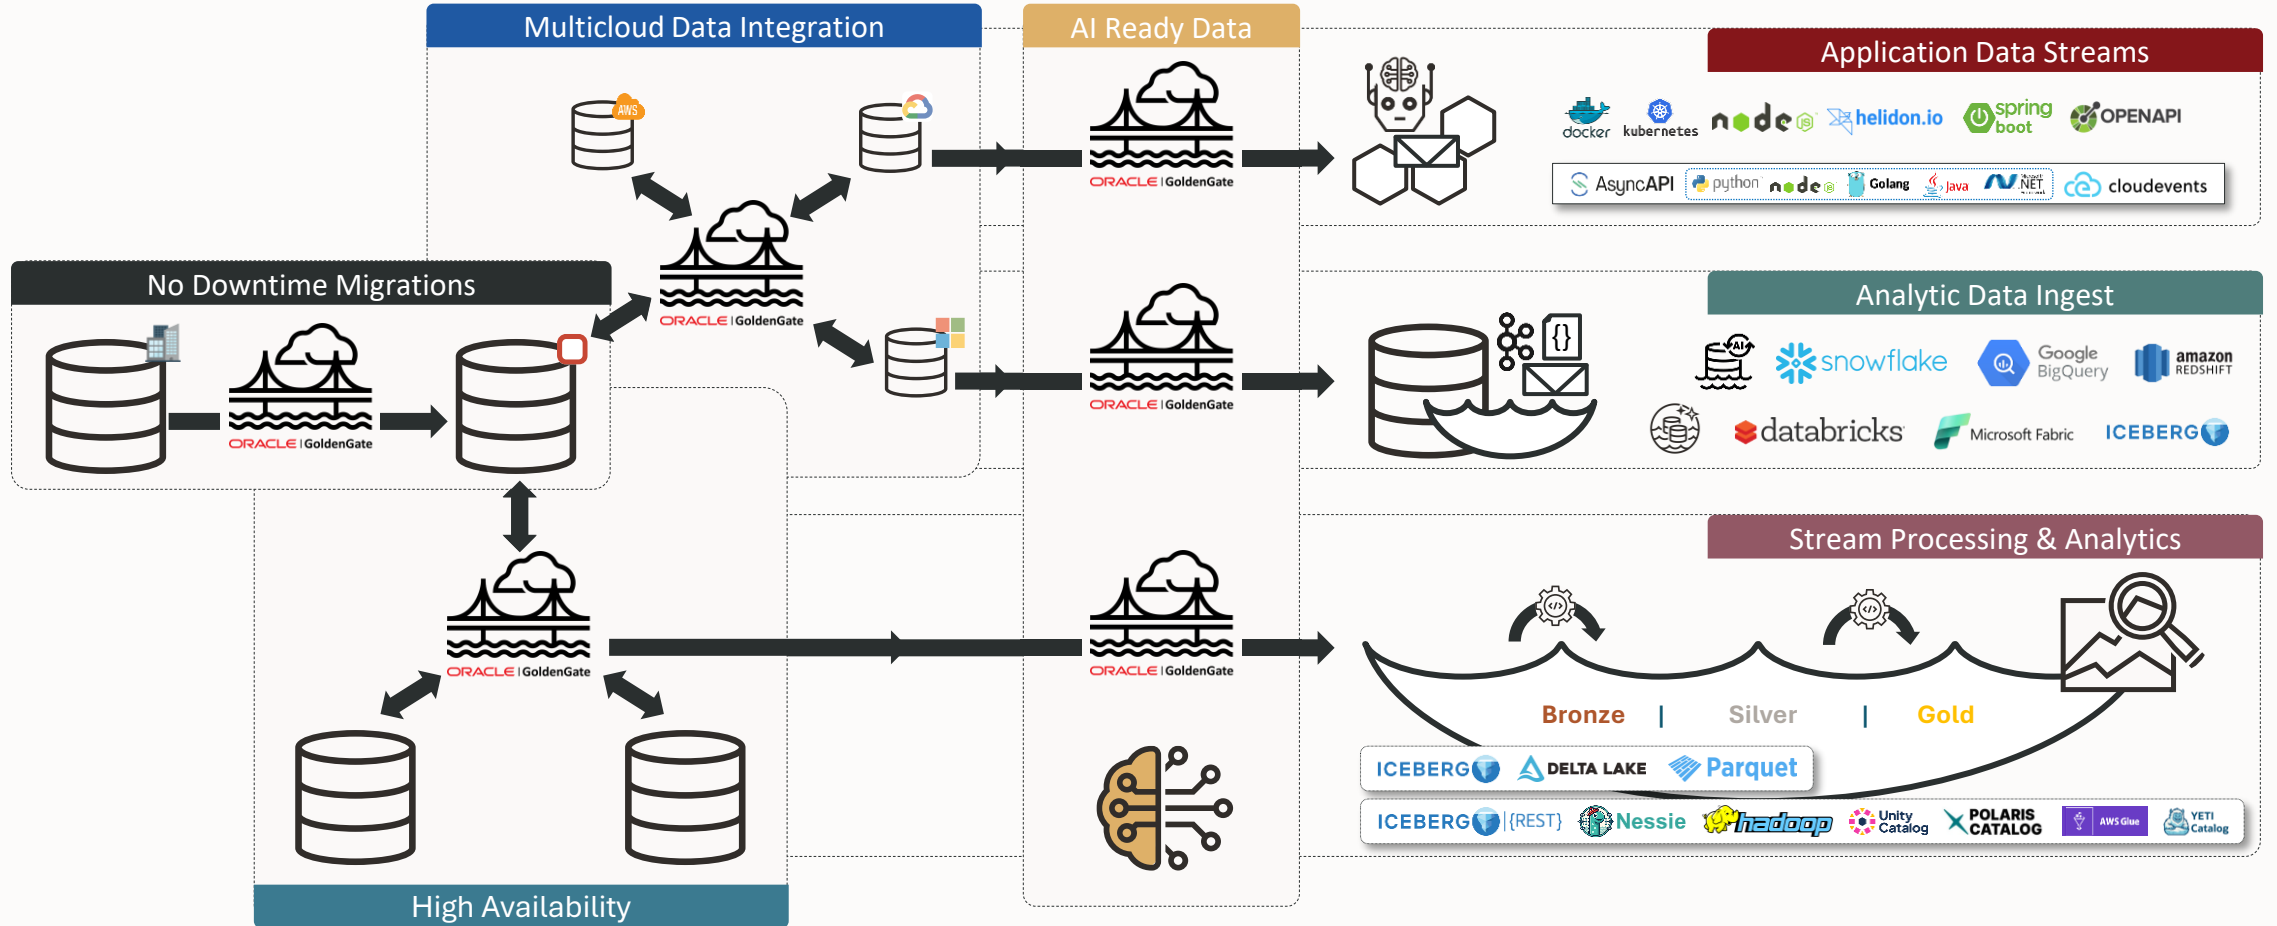 Multicloud Data Integration
AI Ready Data
Application Data Streams
AWS
docker
kubernetes
node
JS
helidon.io
spring
boot
OPENAPI
ORACLE | GoldenGate
AsyncAPI
python
node
JS
Golang
Java
Microsoft
.NET
cloudevents
ORACLE | GoldenGate
No Downtime Migrations
Analytic Data Ingest
{}
AI
snowflake
Google
BigQuery
amazon
REDSHIFT
ORACLE | GoldenGate
ORACLE | GoldenGate
databricks
Microsoft Fabric
ICEBERG
Stream Processing & Analytics
</>
</>
ORACLE | GoldenGate
ORACLE | GoldenGate
Bronze | Silver | Gold
ICEBERG
DELTA LAKE
Parquet
ICEBERG | {REST}
Nessie
hadoop
Unity
Catalog
POLARIS
CATALOG
AWS Glue
YETI
Catalog
High Availability